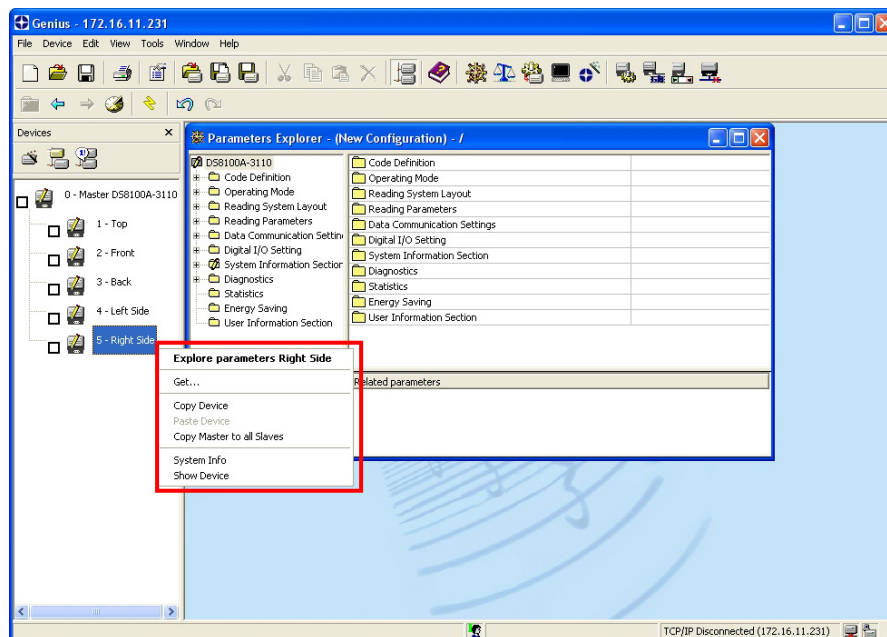 Genius - 172.16.11.231
File Device Edit View Tools Window Help
Devices
0 - Master DS8100A-3110
1 - Top
2 - Front
3 - Back
4 - Left Side
5 - Right Side
Parameters Explorer - (New Configuration) - /
DS8100A-3110
Code Definition
Operating Mode
Reading System Layout
Reading Parameters
Data Communication Settin
Digital I/O Setting
System Information Section
Diagnostics
Statistics
Energy Saving
User Information Section
Code Definition
Operating Mode
Reading System Layout
Reading Parameters
Data Communication Settings
Digital I/O Setting
System Information Section
Diagnostics
Statistics
Energy Saving
User Information Section
Related parameters
Explore parameters Right Side
Get...
Copy Device
Paste Device
Copy Master to all Slaves
System Info
Show Device
TCP/IP Disconnected (172.16.11.231)